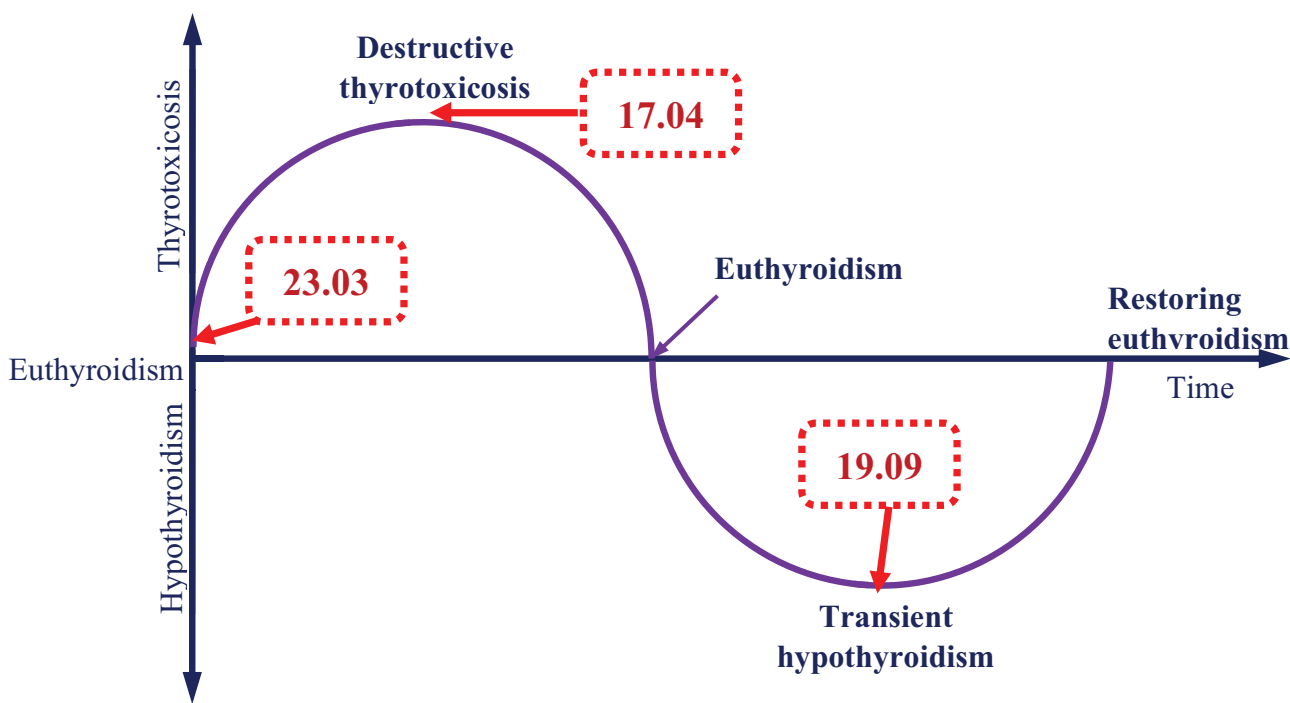 Destructive
thyrotoxicosis
17.04
Thyrotoxicosis
23.03
Euthyroidism
Restoring
euthvroidism
Euthyroidism
Time
Hypothyroidism
19.09
Transient
hypothyroidism